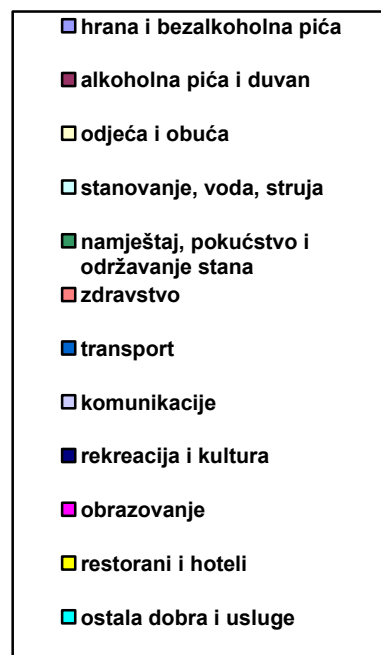 hrana i bezalkoholna pića
alkoholna pića i duvan
odjeća i obuća
stanovanje, voda, struja
namještaj, pokućstvo i
održavanje stana
zdravstvo
transport
komunikacije
rekreacija i kultura
obrazovanje
restorani i hoteli
ostala dobra i usluge